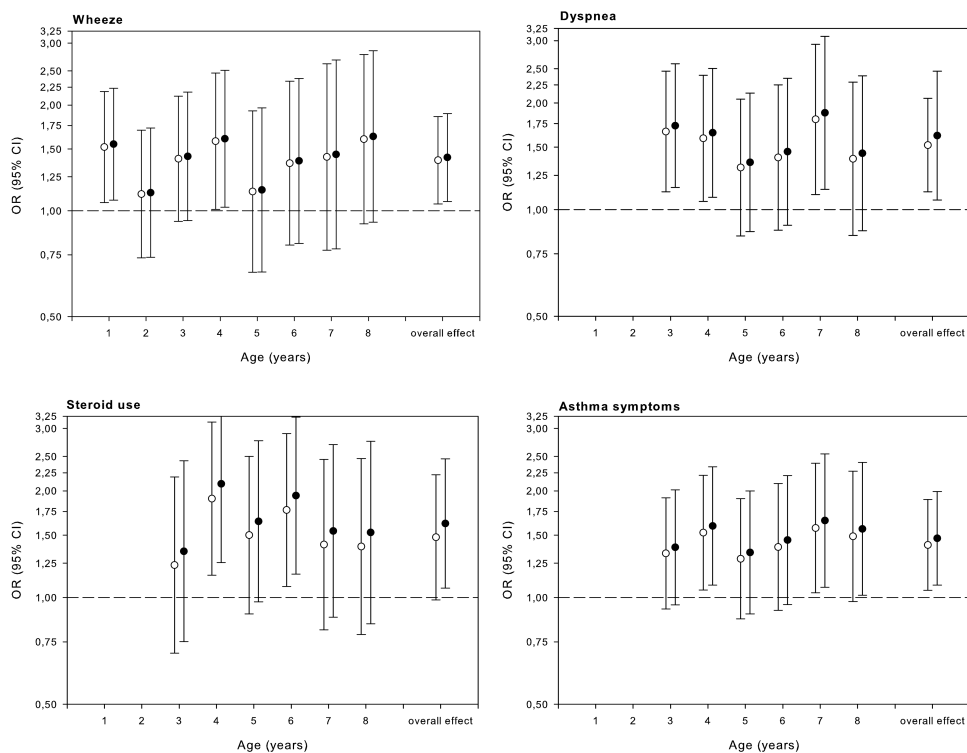 Wheeze
3,25
3,00
2,50
2,25
2,00
1,75
1,50
1,25
1,00
0,75
0,50
OR (95% CI)
1 2 3 4 5 6 7 8 overall effect
Age (years)
Dyspnea
3,25
3,00
2,50
2,25
2,00
1,75
1,50
1,25
1,00
0,75
0,50
OR (95% CI)
1 2 3 4 5 6 7 8 overall effect
Age (years)
Steroid use
3,25
3,00
2,50
2,25
2,00
1,75
1,50
1,25
1,00
0,75
0,50
OR (95% CI)
1 2 3 4 5 6 7 8 overall effect
Age (years)
Asthma symptoms
3,25
3,00
2,50
2,25
2,00
1,75
1,50
1,25
1,00
0,75
0,50
OR (95% CI)
1 2 3 4 5 6 7 8 overall effect
Age (years)